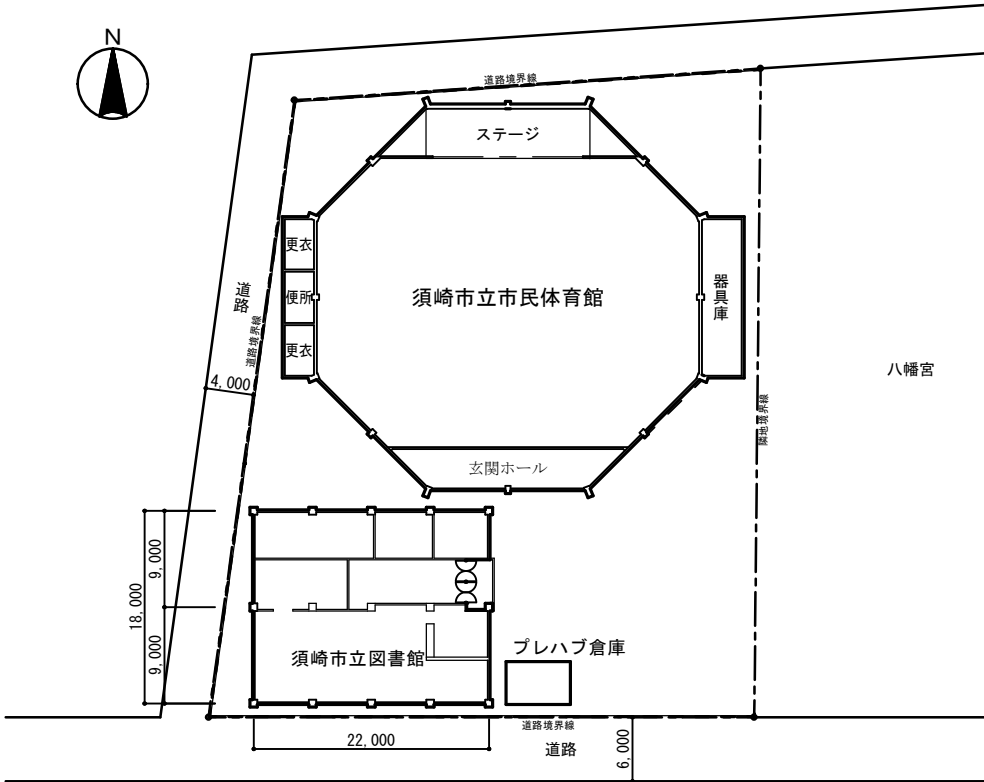 N
道路境界線
ステージ
更衣
便所
更衣
須崎市立市民体育館
器具庫
道路
道路境界線
4,000
八幡宮
隣地境界線
玄関ホール
18,000
9,000
9,000
須崎市立図書館
プレハブ倉庫
22,000
道路境界線
道路
6,000